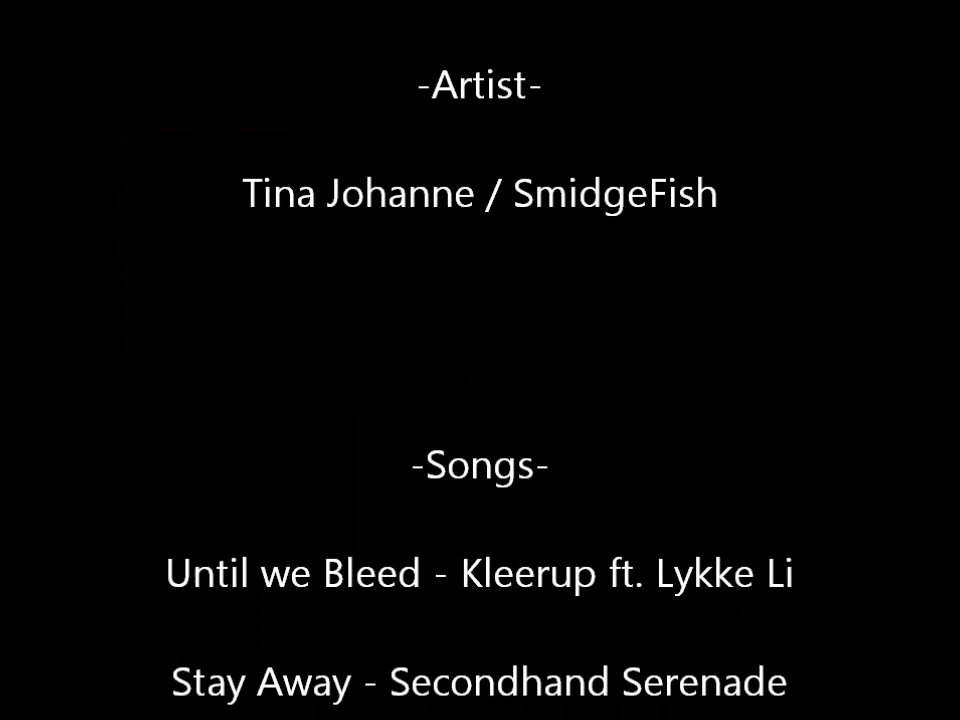 -Artist-
Tina Johanne / SmidgeFish
-Songs-
Until we Bleed - Kleerup ft. Lykke Li
Stay Away - Secondhand Serenade